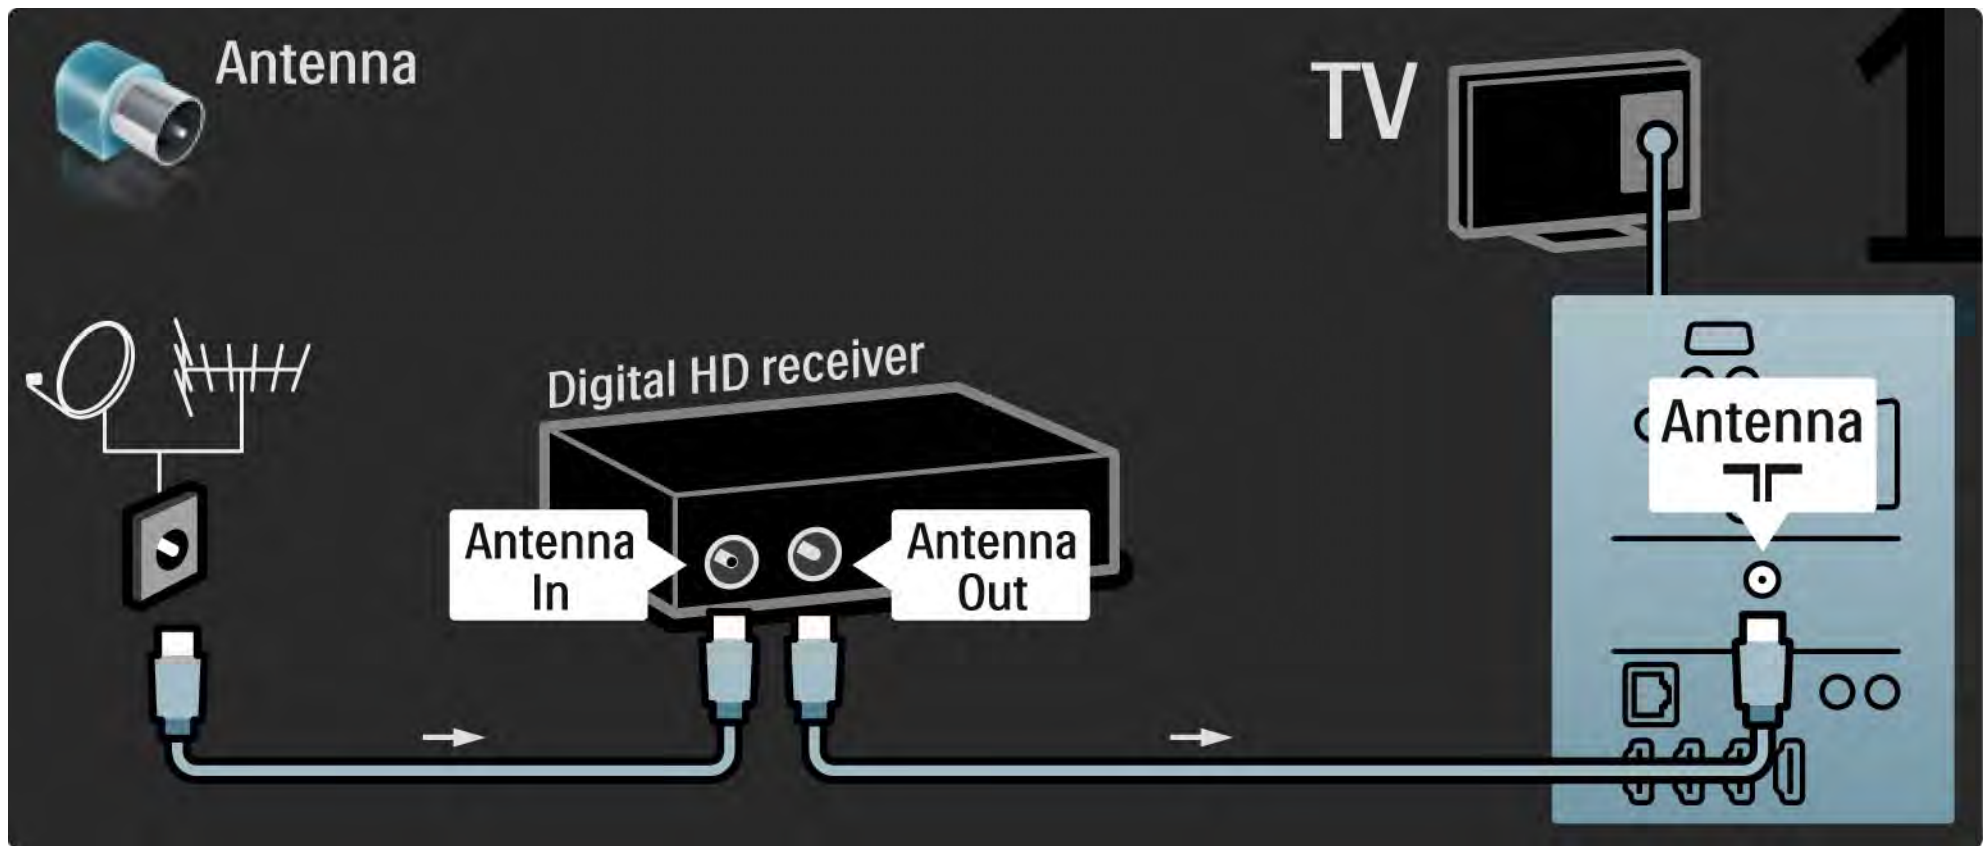 Antenna
TV
1
Digital HD receiver
Antenna
In
Antenna
Out
Antenna